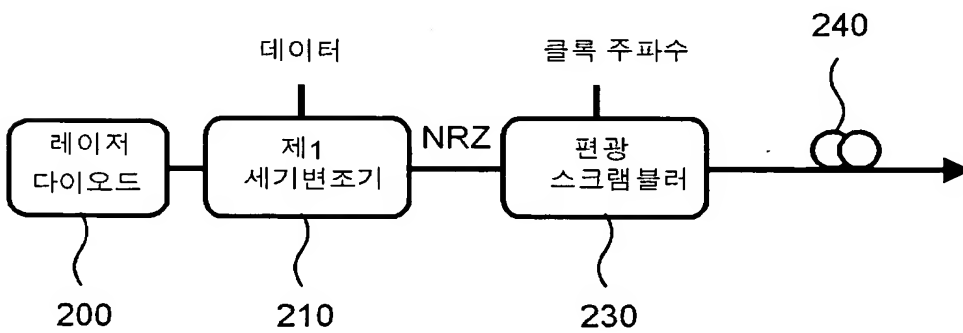 데이터
클록 주파수
240
레이저
다이오드
제1
세기변조기
NRZ
편광
스크램블러
200
210
230